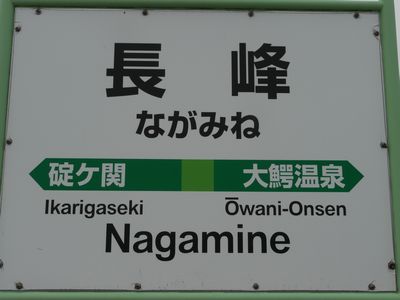 長峰
ながみね
碇ケ関 大鰐温泉
Ikarigaseki Ōwani-Onsen
Nagamine